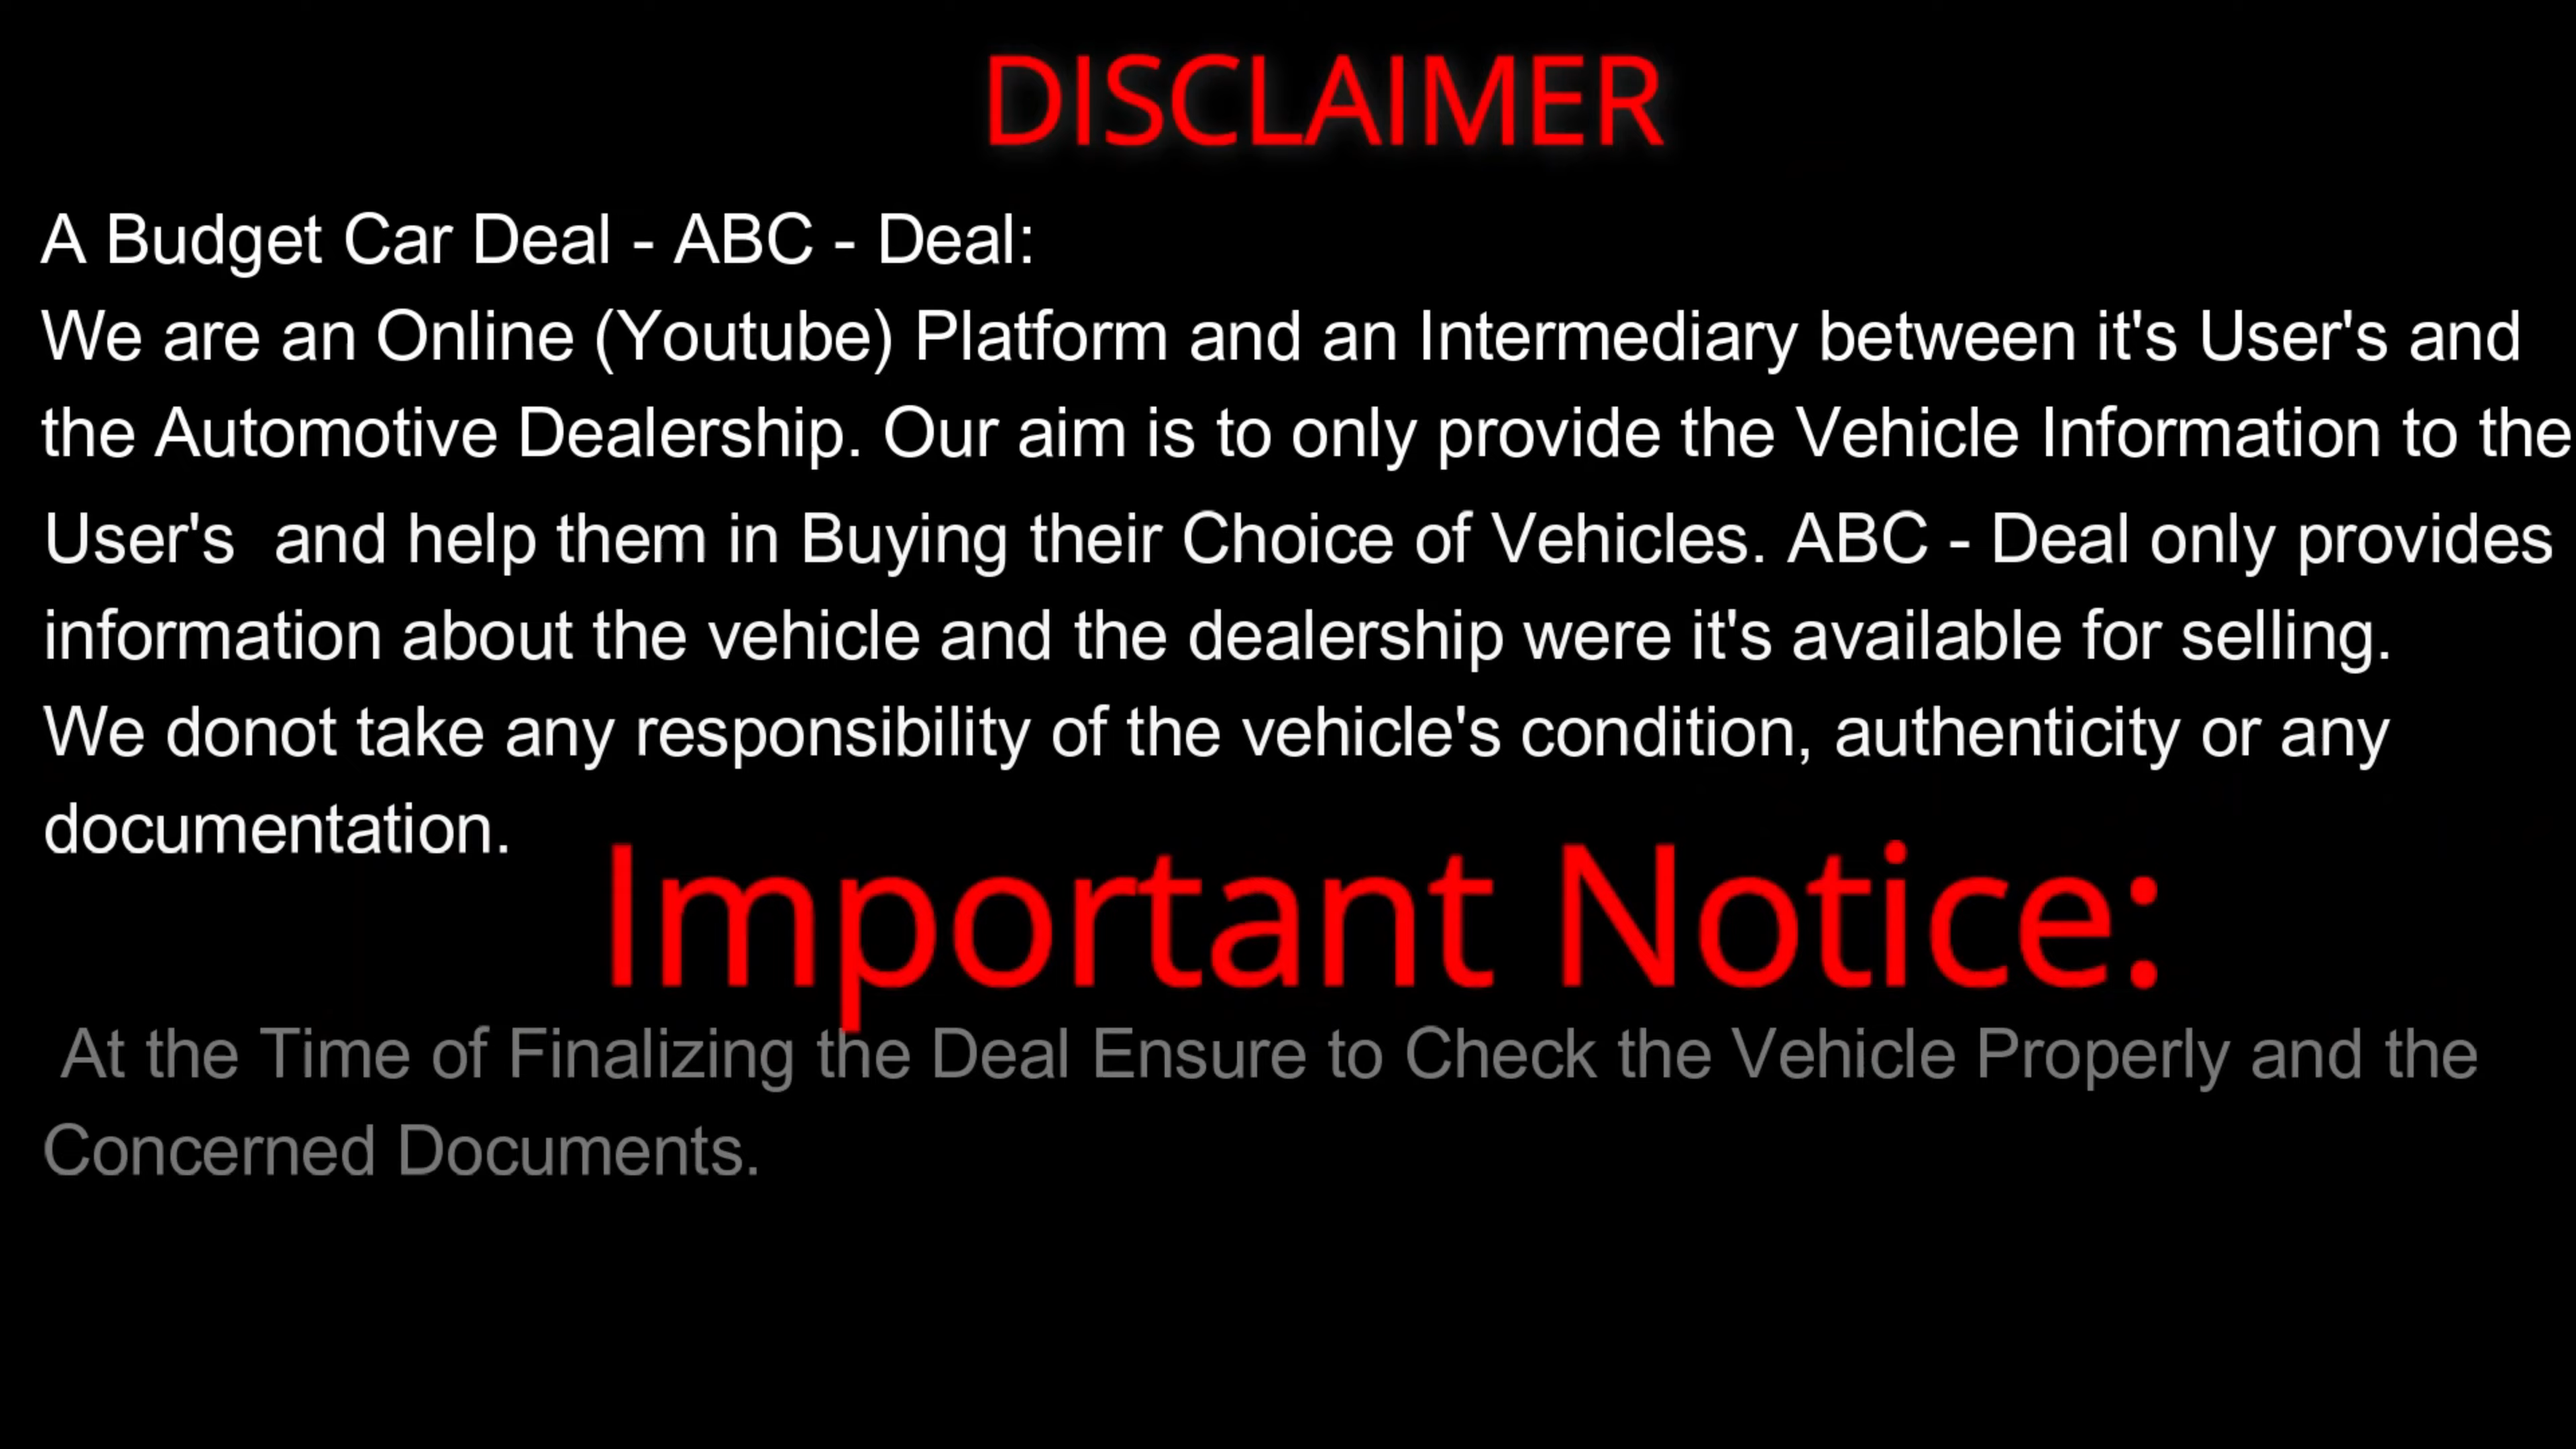 DISCLAIMER
A Budget Car Deal - ABC - Deal:
We are an Online (Youtube) Platform and an Intermediary between it's User's and
the Automotive Dealership. Our aim is to only provide the Vehicle Information to the
User's  and help them in Buying their Choice of Vehicles. ABC - Deal only provides
information about the vehicle and the dealership were it's available for selling.
We donot take any responsibility of the vehicle's condition, authenticity or any
documentation.
Important Notice:
At the Time of Finalizing the Deal Ensure to Check the Vehicle Properly and the
Concerned Documents.